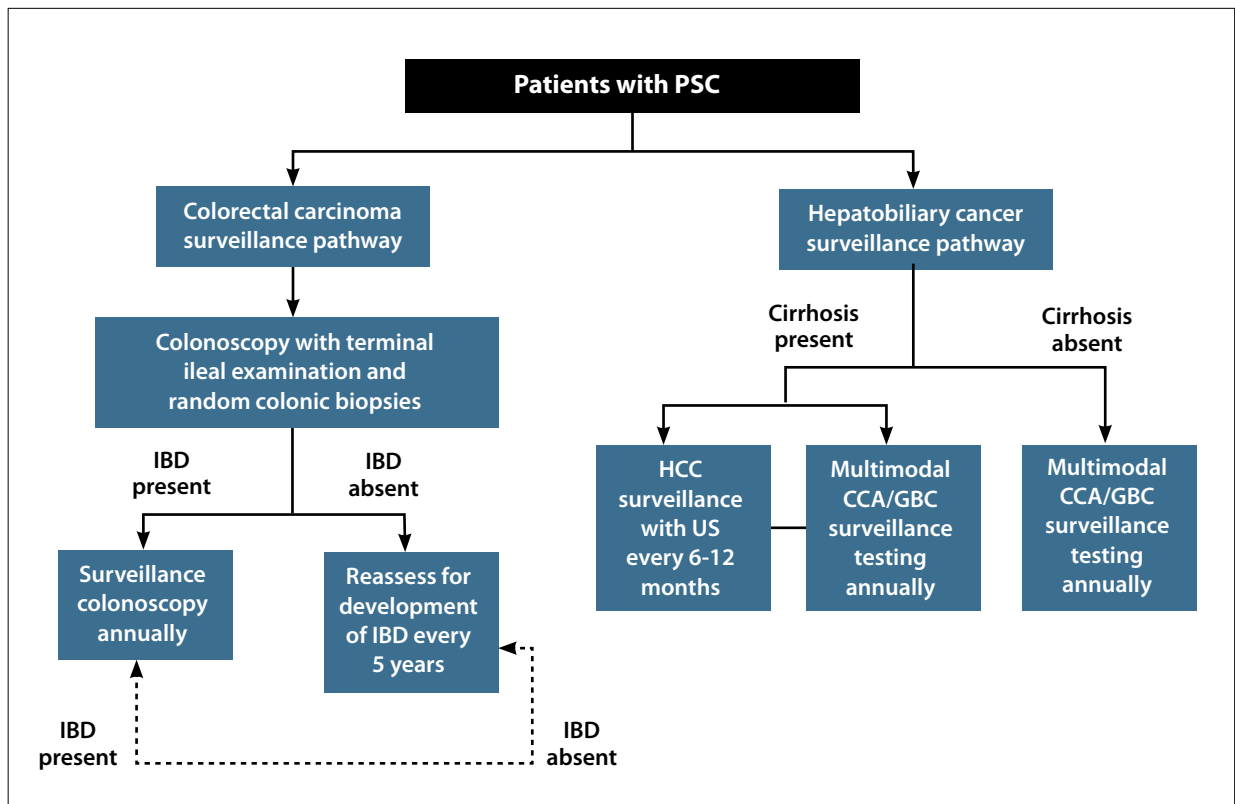 Patients with PSC
Colorectal carcinoma
surveillance pathway
Colonoscopy with terminal
ileal examination and
random colonic biopsies
IBD
present
IBD
absent
Surveillance
colonoscopy
annually
Reassess for
development
of IBD every
5 years
IBD
present
IBD
absent
Hepatobiliary cancer
surveillance pathway
Cirrhosis
present
Cirrhosis
absent
HCC
surveillance
with US
every 6-12
months
Multimodal
CCA/GBC
surveillance
testing
annually
Multimodal
CCA/GBC
surveillance
testing
annually